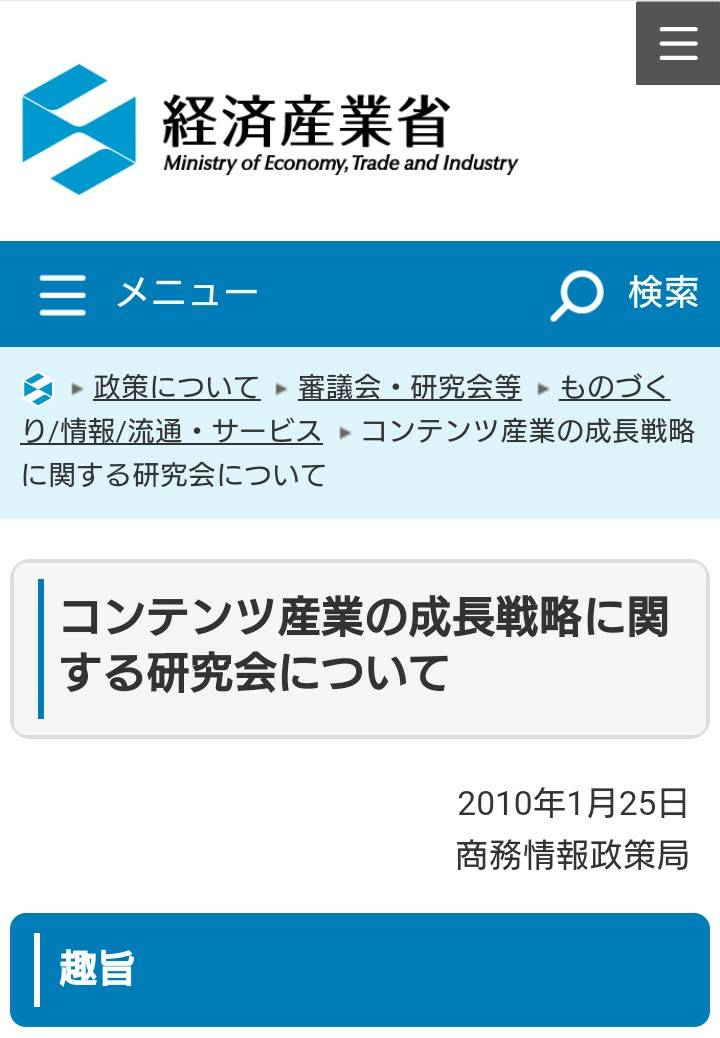 経済産業省
Ministry of Economy, Trade and Industry
メニュー 検索
政策について 審議会・研究会等 ものづく
り/情報/流通・サービス コンテンツ産業の成長戦略
に関する研究会について
コンテンツ産業の成長戦略に関
する研究会について
2010年1月25日
商務情報政策局
趣旨